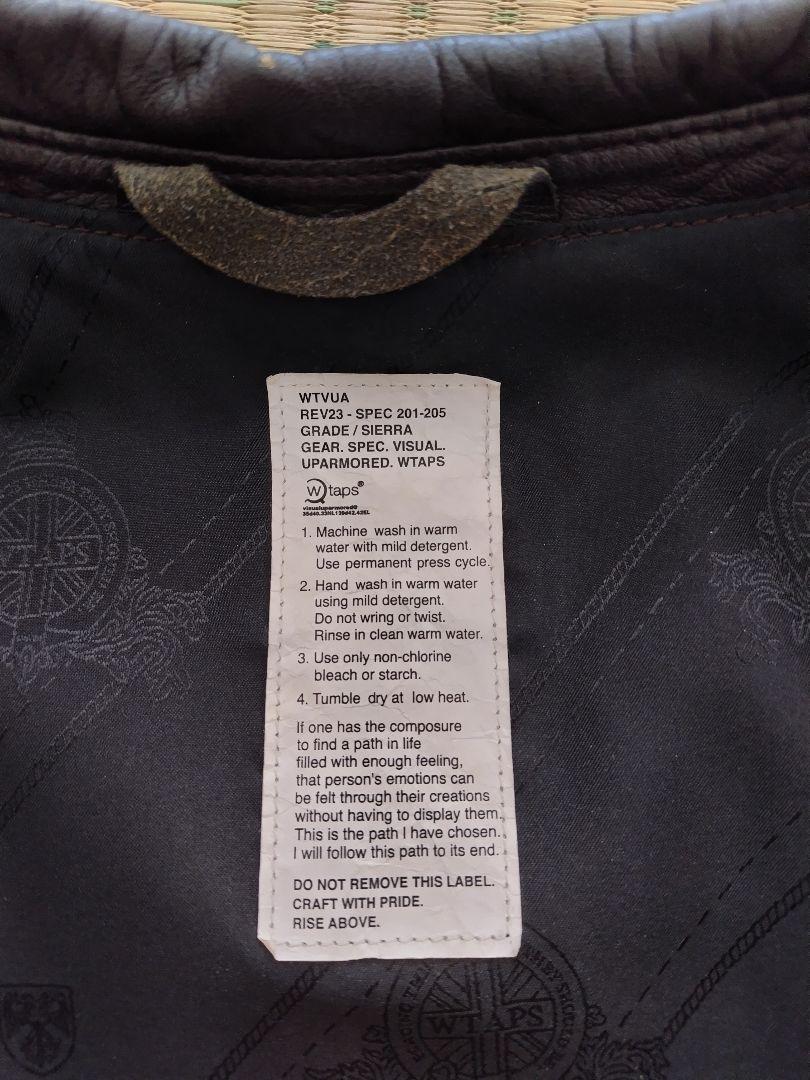 WTVUA
REV23 - SPEC 201-205
GRADE / SIERRA
GEAR. SPEC. VISUAL.
UPARMORED. WTAPS
Wtaps®
visualuparmored®
1. Machine wash in warm
water with mild detergent.
Use permanent press cycle.
2. Hand wash in warm water
using mild detergent.
Do not wring or twist.
Rinse in clean warm water.
3. Use only non-chlorine
bleach or starch.
4. Tumble dry at low heat.
If one has the composure
to find a path in life
filled with enough feeling,
that person's emotions can
be felt through their creations
without having to display them.
This is the path I have chosen.
I will follow this path to its end.
DO NOT REMOVE THIS LABEL.
CRAFT WITH PRIDE.
RISE ABOVE.
WTAPS
WTAPS